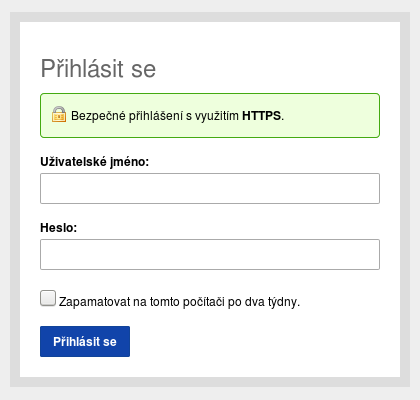 Přihlásit se
Bezpečné přihlášení s využitím HTTPS.
Uživatelské jméno:
Heslo:
Zapamatovat na tomto počítači po dva týdny.
Přihlásit se